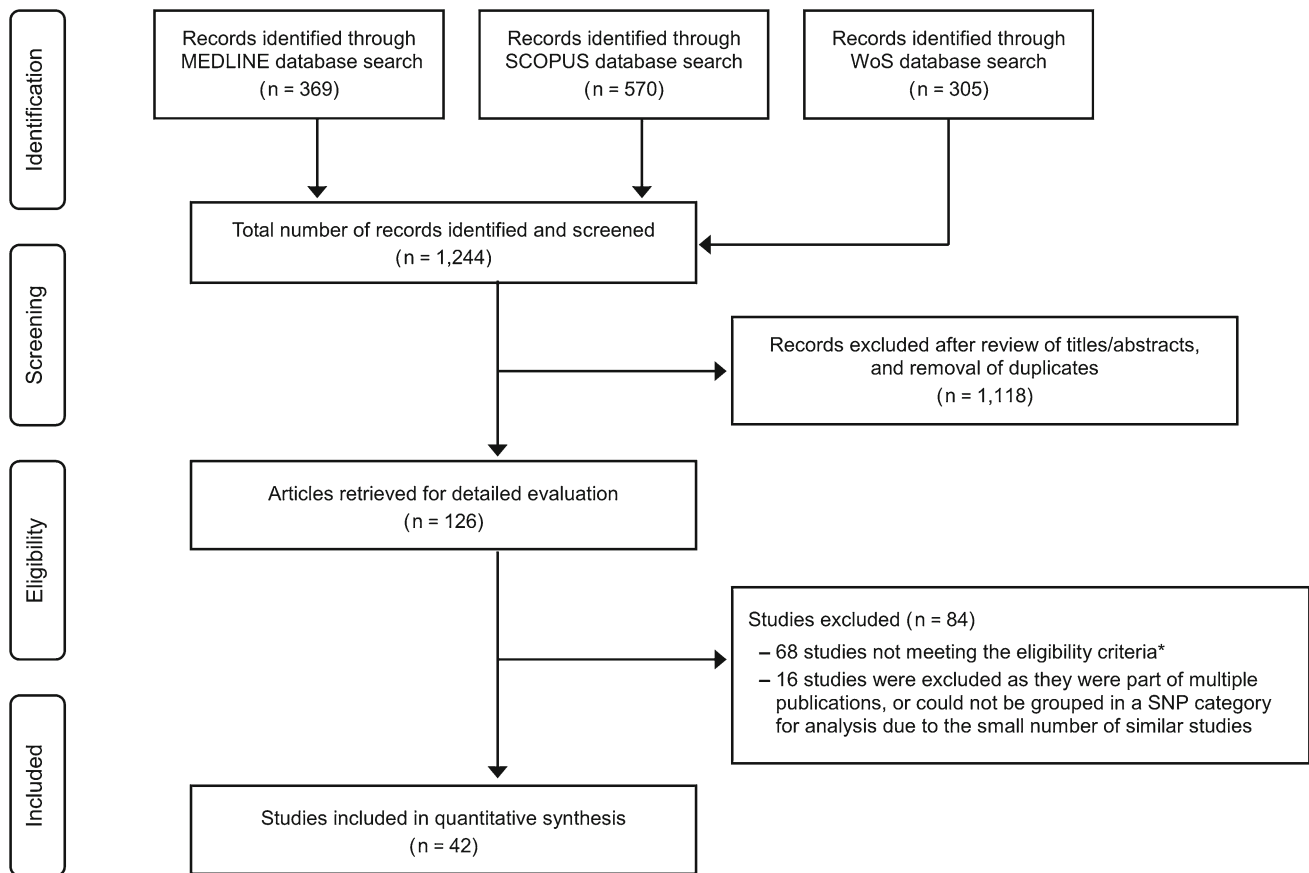 Identification
Records identified through
MEDLINE database search
(n = 369)
Records identified through
SCOPUS database search
(n = 570)
Records identified through
WoS database search
(n = 305)
Total number of records identified and screened
(n = 1,244)
Screening
Records excluded after review of titles/abstracts,
and removal of duplicates
(n = 1,118)
Eligibility
Articles retrieved for detailed evaluation
(n = 126)
Studies excluded (n = 84)
– 68 studies not meeting the eligibility criteria*
– 16 studies were excluded as they were part of multiple
publications, or could not be grouped in a SNP category
for analysis due to the small number of similar studies
Included
Studies included in quantitative synthesis
(n = 42)